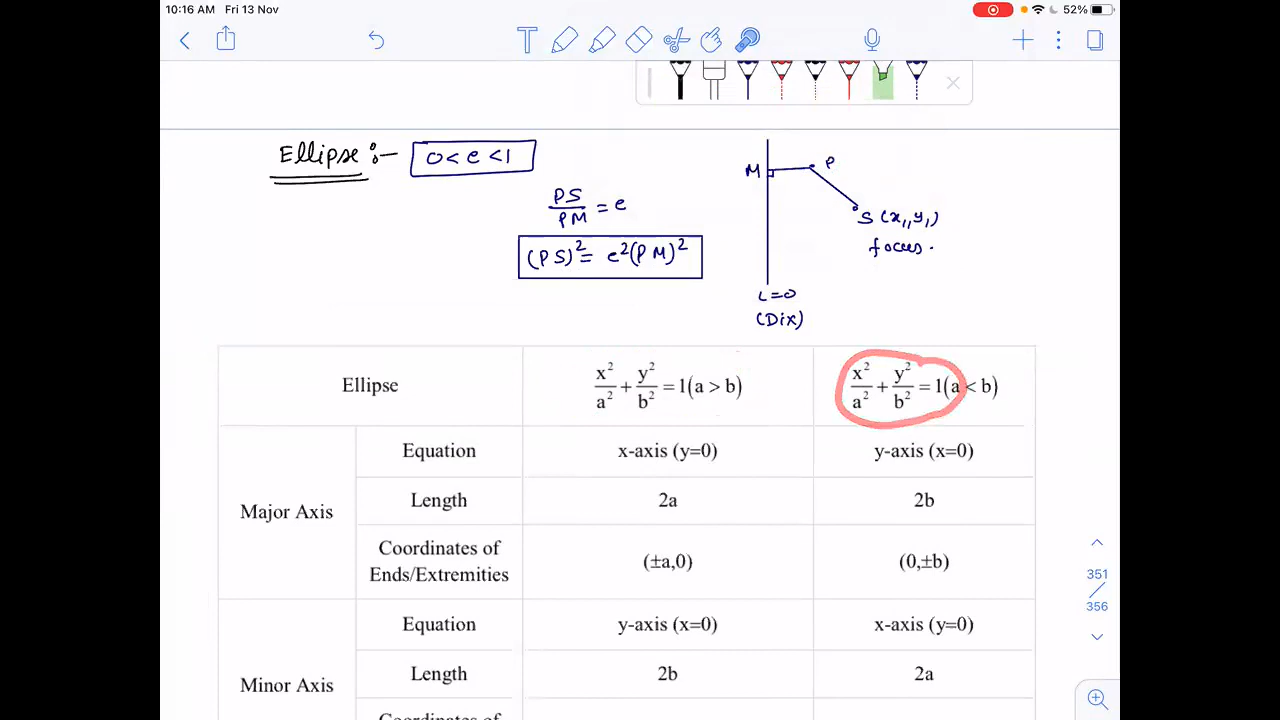 10:16 AM Fri 13 Nov
52%
Ellipse :- 0 < e < 1
M P
PS/PM = e
S (x₁, y₁)
focus.
(PS)² = e² (PM)²
L=0
(Dix)
Ellipse
x²/a² + y²/b² = 1(a > b)
x²/a² + y²/b² = 1(a < b)
Major Axis
Equation
x-axis (y=0)
y-axis (x=0)
Length
2a
2b
Coordinates of
Ends/Extremities
(±a,0)
(0,±b)
Minor Axis
Equation
y-axis (x=0)
x-axis (y=0)
Length
2b
2a
Coordinates of
351
/
356